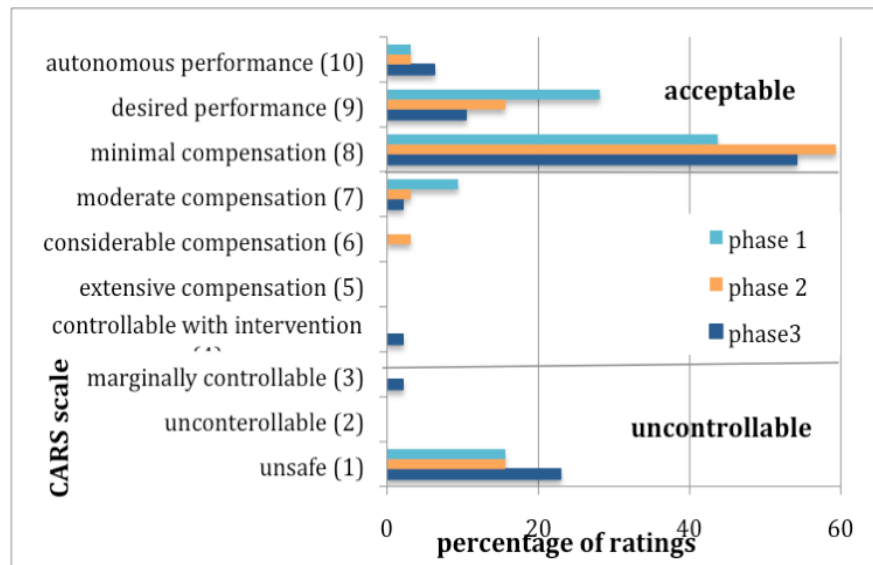 autonomous performance (10)
desired performance (9)
acceptable
minimal compensation (8)
moderate compensation (7)
considerable compensation (6)
phase 1
extensive compensation (5)
phase 2
controllable with intervention
phase3
marginally controllable (3)
unconterollable (2)
uncontrollable
unsafe (1)
CARS scale
0 20 40 60
percentage of ratings